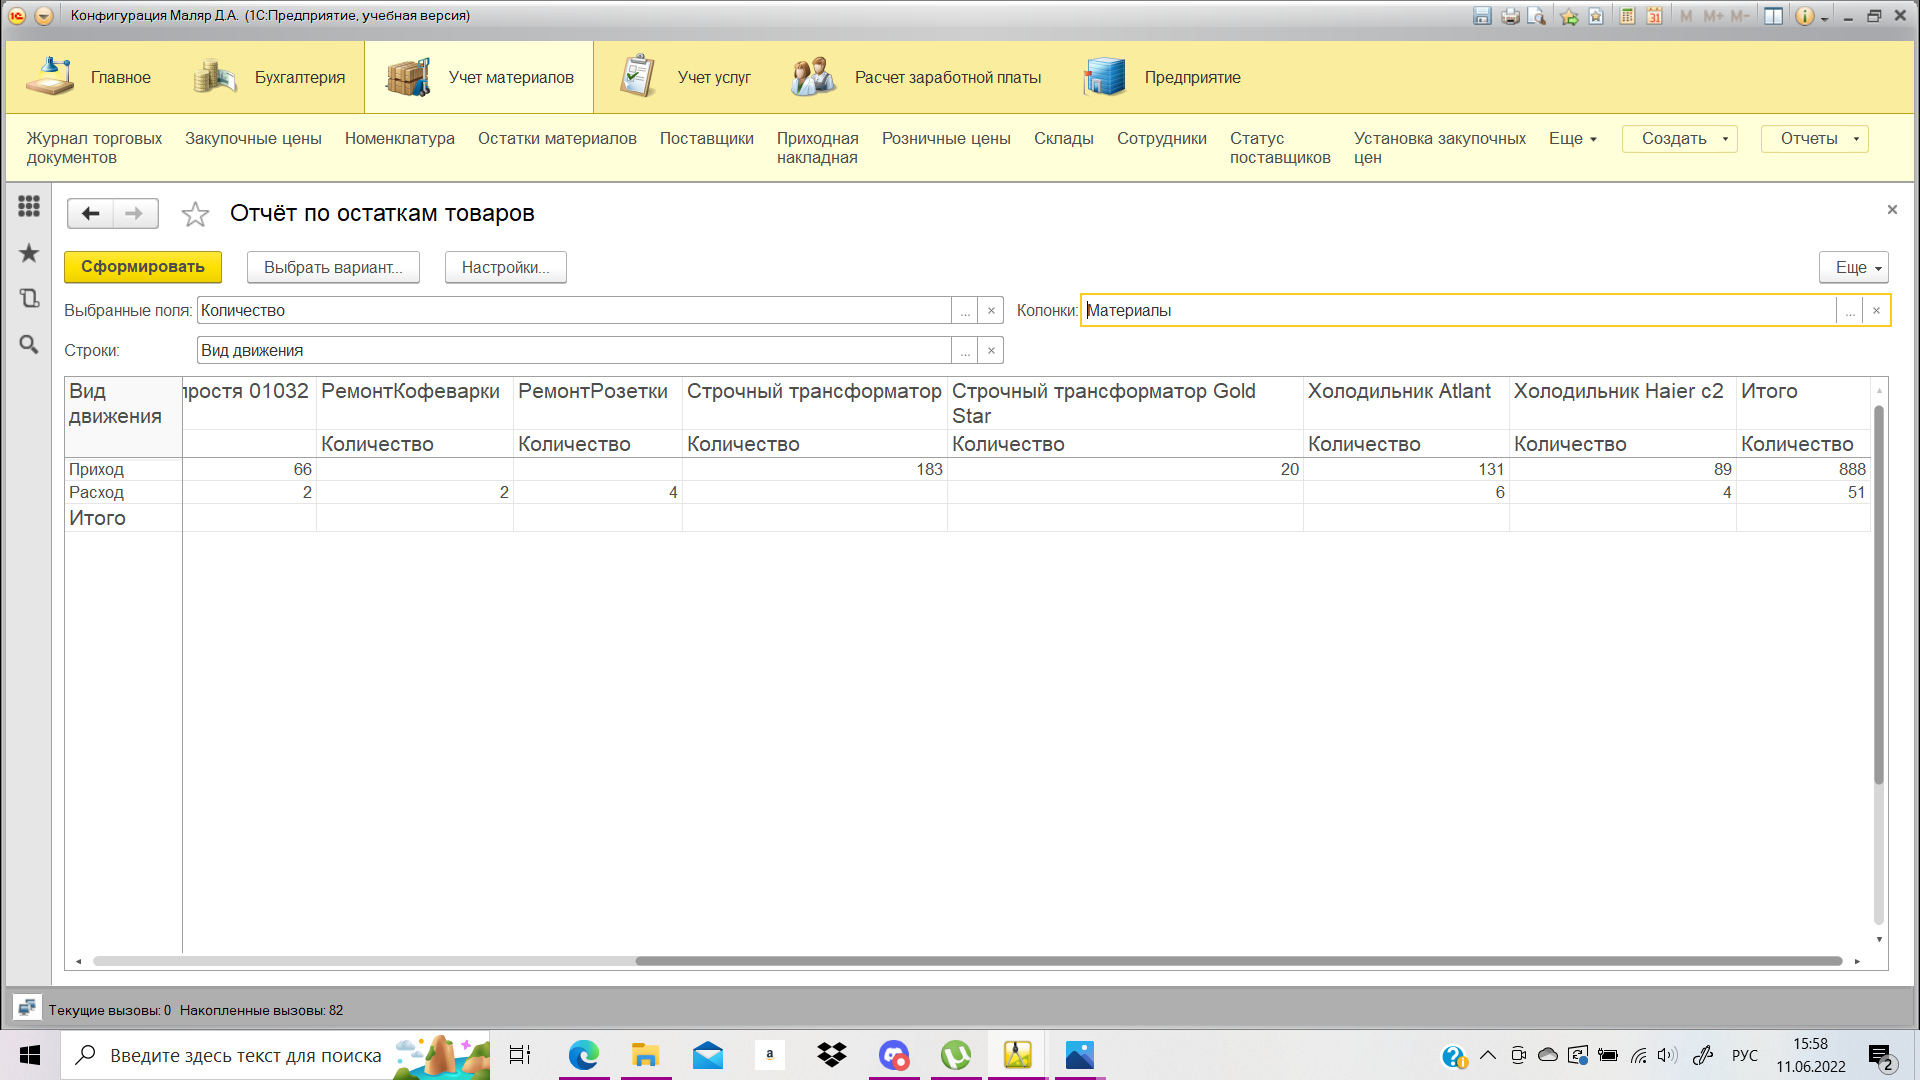 Конфигурация Маляр Д.А. (1С:Предприятие, учебная версия)
M M+ M-
Главное
Бухгалтерия
Учет материалов
Учет услуг
Расчет заработной платы
Предприятие
Журнал торговых документов
Закупочные цены
Номенклатура
Остатки материалов
Поставщики
Приходная накладная
Розничные цены
Склады
Сотрудники
Статус поставщиков
Установка закупочных цен
Еще
Создать
Отчеты
Отчёт по остаткам товаров
Сформировать
Выбрать вариант...
Настройки...
Еще
Выбранные поля: Количество ... ×
Колонки: Материалы ... ×
Строки: Вид движения ... ×
Вид движения
простя 01032
РемонтКофеварки
РемонтРозетки
Строчный трансформатор
Строчный трансформатор Gold Star
Холодильник Atlant
Холодильник Haier c2
Итого
Количество Количество Количество Количество Количество Количество Количество
Приход 66 183 20 131 89 888
Расход 2 2 4 6 4 51
Итого
Текущие вызовы: 0 Накопленные вызовы: 82
Введите здесь текст для поиска
a
РУС
15:58
11.06.2022
2